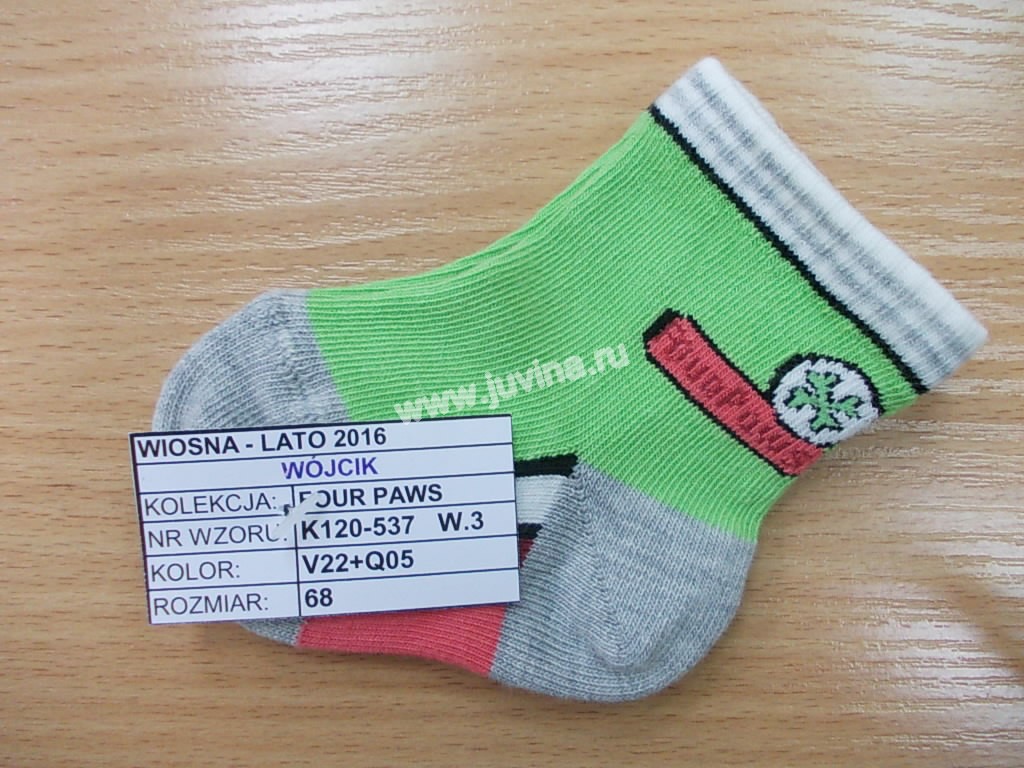 www.juvina.ru
WIOSNA - LATO 2016
WÓJCIK
KOLEKCJA: FOUR PAWS
NR WZORU: K120-537 W.3
KOLOR: V22+Q05
ROZMIAR: 68